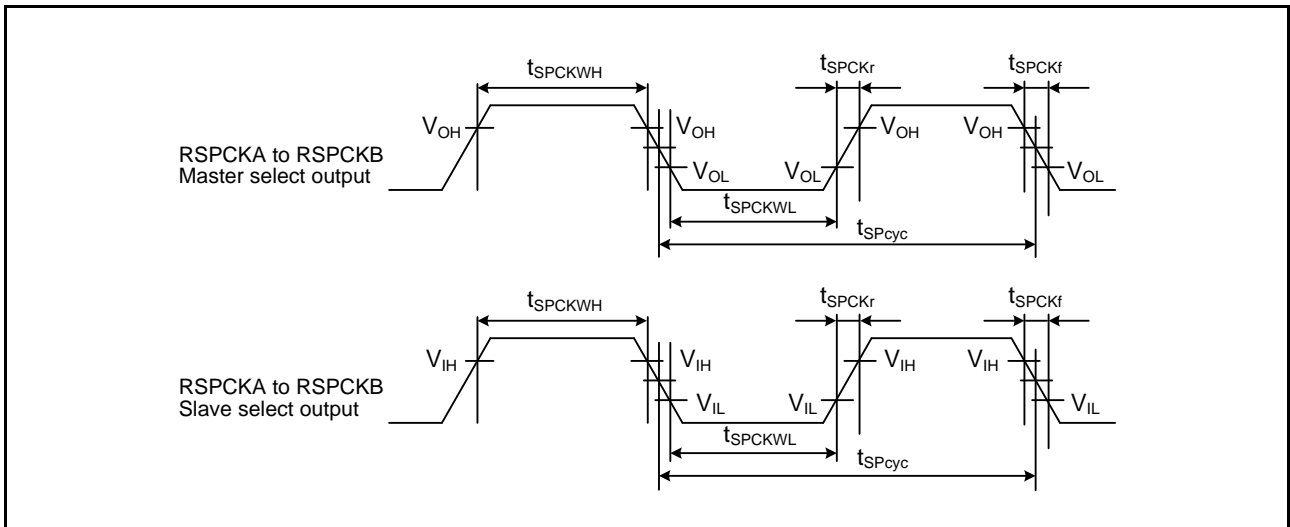 tSPCKWH
tSPCKr
tSPCKf
VOH
VOH
VOH
VOH
RSPCKA to RSPCKB
Master select output
VOL
VOL
VOL
tSPCKWL
tSPcyc
tSPCKWH
tSPCKr
tSPCKf
VIH
VIH
VIH
VIH
RSPCKA to RSPCKB
Slave select output
VIL
VIL
VIL
tSPCKWL
tSPcyc